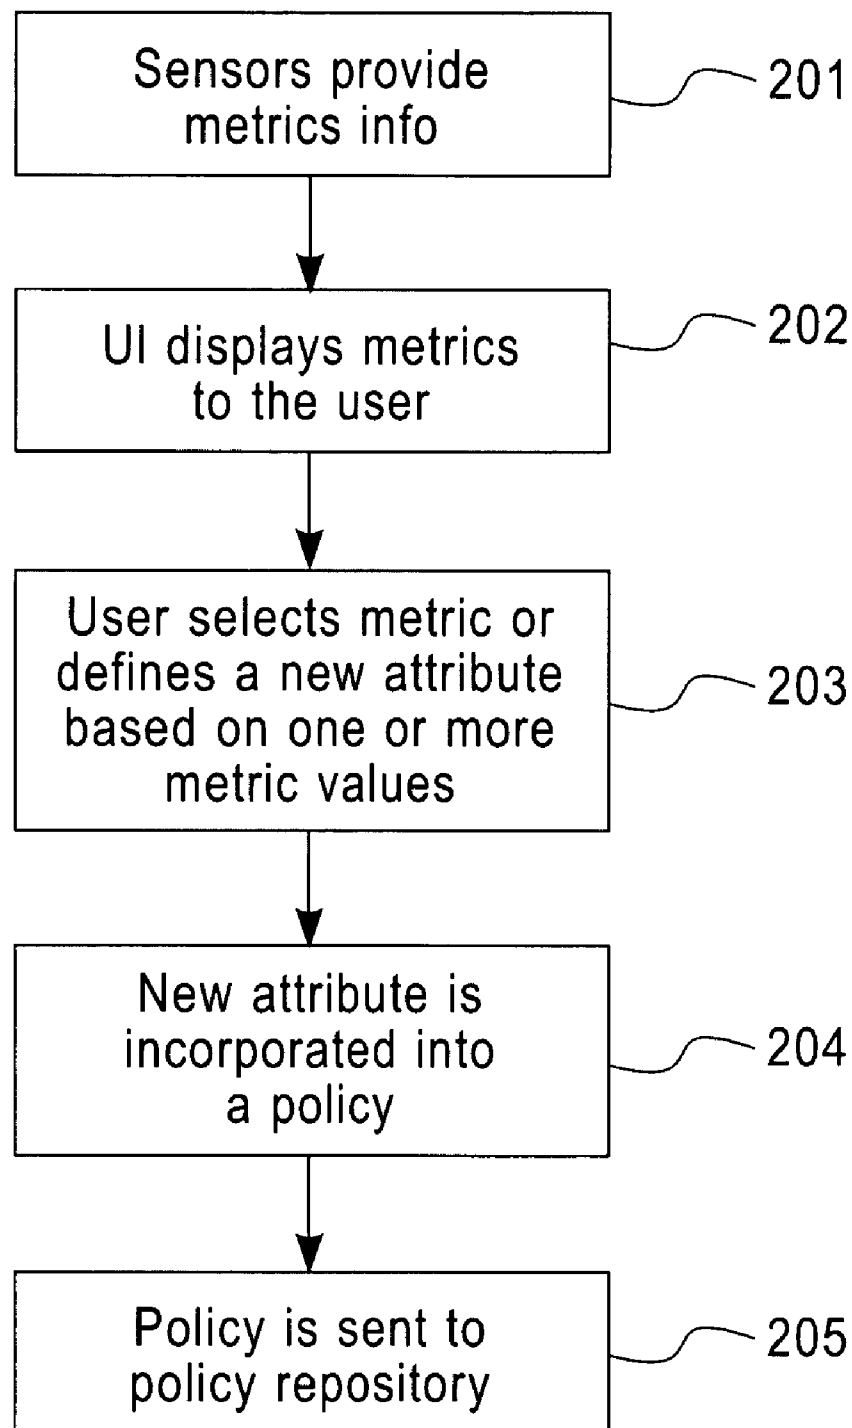 Sensors provide
metrics info
201
UI displays metrics
to the user
202
User selects metric or
defines a new attribute
based on one or more
metric values
203
New attribute is
incorporated into
a policy
204
Policy is sent to
policy repository
205